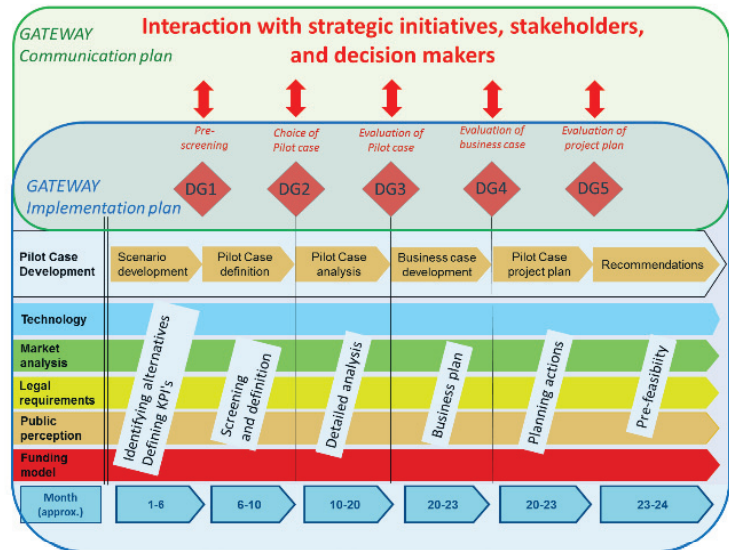 GATEWAY
Communication plan
Interaction with strategic initiatives, stakeholders,
and decision makers
Pre-
screening
Choice of
Pilot case
Evaluation of
Pilot case
Evaluation of
business case
Evaluation of
project plan
GATEWAY
Implementation plan
DG1
DG2
DG3
DG4
DG5
Pilot Case
Development
Scenario
development
Pilot Case
definition
Pilot Case
analysis
Business case
development
Pilot Case
project plan
Recommendations
Technology
Market
analysis
Legal
requirements
Public
perception
Funding
model
Identifying alternatives
Defining KPI's
Screening
and definition
Detailed analysis
Business plan
Planning actions
Pre-feasibiity
Month
(approx.)
1-6
6-10
10-20
20-23
20-23
23-24